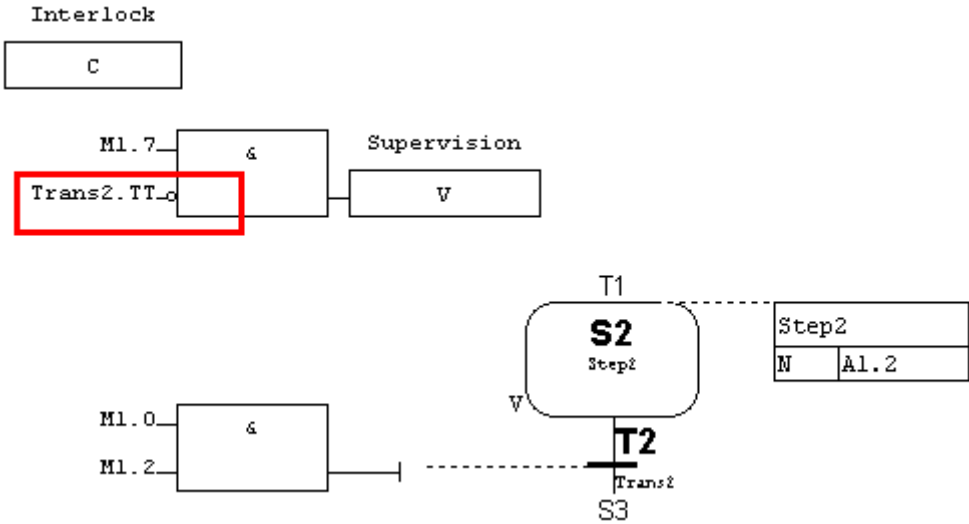 Interlock
C
M1.7
&
Supervision
Trans2.TT
V
T1
S2
Step2
Step2
N A1.2
V
M1.0
&
T2
M1.2
Trans2
S3